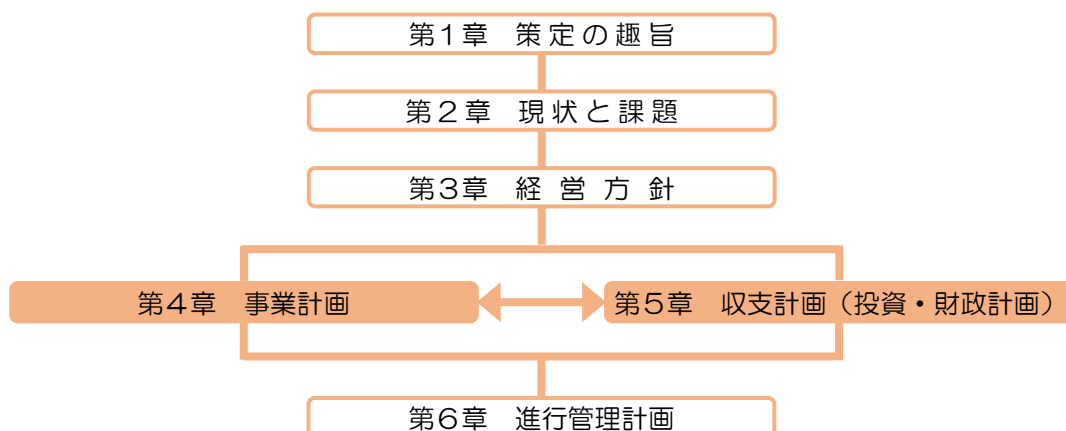 第1章 策定の趣旨
第2章 現状と課題
第3章 経営方針
第4章 事業計画
第5章 収支計画（投資・財政計画）
第6章 進行管理計画